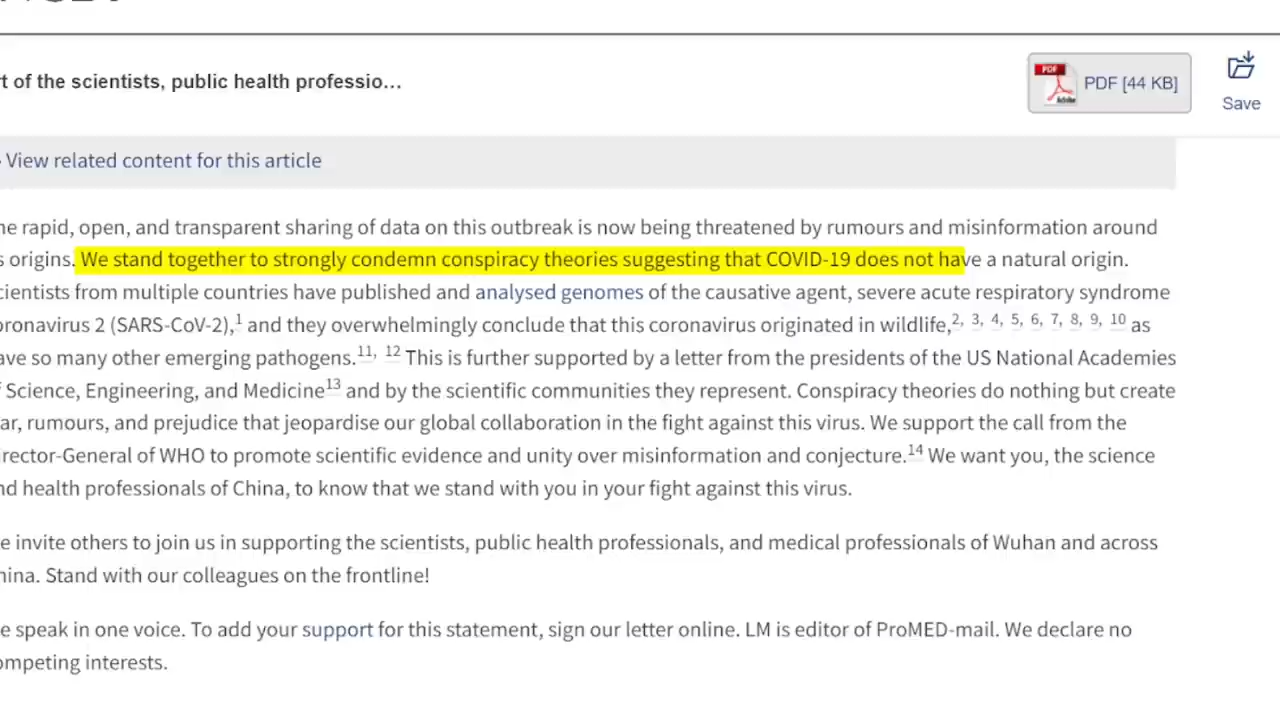 rt of the scientists, public health professio...
PDF
Adobe
PDF [44 KB]
Save
View related content for this article
he rapid, open, and transparent sharing of data on this outbreak is now being threatened by rumours and misinformation around
s origins. We stand together to strongly condemn conspiracy theories suggesting that COVID-19 does not have a natural origin.
cientists from multiple countries have published and analysed genomes of the causative agent, severe acute respiratory syndrome
oronavirus 2 (SARS-CoV-2),1 and they overwhelmingly conclude that this coronavirus originated in wildlife,2, 3, 4, 5, 6, 7, 8, 9, 10 as
ave so many other emerging pathogens.11, 12 This is further supported by a letter from the presidents of the US National Academies
f Science, Engineering, and Medicine13 and by the scientific communities they represent. Conspiracy theories do nothing but create
ar, rumours, and prejudice that jeopardise our global collaboration in the fight against this virus. We support the call from the
irector-General of WHO to promote scientific evidence and unity over misinformation and conjecture.14 We want you, the science
nd health professionals of China, to know that we stand with you in your fight against this virus.
e invite others to join us in supporting the scientists, public health professionals, and medical professionals of Wuhan and across
hina. Stand with our colleagues on the frontline!
e speak in one voice. To add your support for this statement, sign our letter online. LM is editor of ProMED-mail. We declare no
ompeting interests.